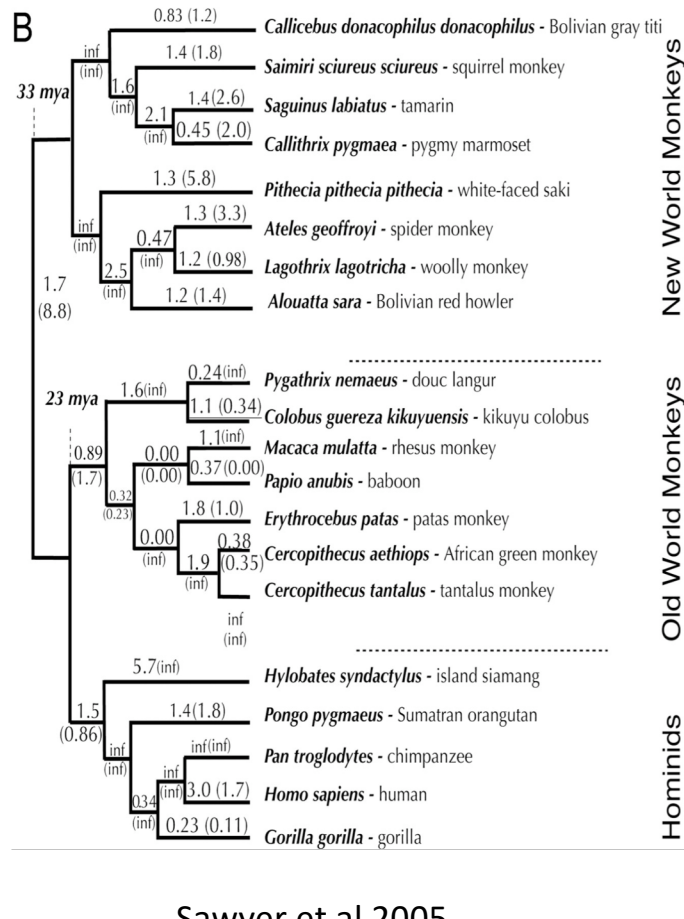 B
0.83 (1.2)
Callicebus donacophilus donacophilus - Bolivian gray titi
inf
(inf)
1.4 (1.8)
Saimiri sciureus sciureus - squirrel monkey
33 mya
1.6
(inf)
1.4(2.6)
Saguinus labiatus - tamarin
2.1
(inf)
0.45 (2.0)
Callithrix pygmaea - pygmy marmoset
New World Monkeys
1.3 (5.8)
Pithecia pithecia pithecia - white-faced saki
inf
(inf)
1.3 (3.3)
Ateles geoffroyi - spider monkey
0.47
(inf)
1.2 (0.98)
Lagothrix lagotricha - woolly monkey
2.5
(inf)
1.2 (1.4)
Alouatta sara - Bolivian red howler
1.7
(8.8)
0.24(inf)
Pygathrix nemaeus - douc langur
1.6(inf)
23 mya
1.1 (0.34)
Colobus guereza kikuyuensis - kikuyu colobus
1.1(inf)
Macaca mulatta - rhesus monkey
0.89
(1.7)
0.00
(0.00)
0.37(0.00)
Papio anubis - baboon
Old World Monkeys
0.32
(0.23)
1.8 (1.0)
Erythrocebus patas - patas monkey
0.00
(inf)
0.38
(0.35)
Cercopithecus aethiops - African green monkey
1.9
(inf)
Cercopithecus tantalus - tantalus monkey
inf
(inf)
5.7(inf)
Hylobates syndactylus - island siamang
1.5
(0.86)
1.4(1.8)
Pongo pygmaeus - Sumatran orangutan
inf
(inf)
inf(inf)
Pan troglodytes - chimpanzee
inf
(inf)
3.0 (1.7)
Homo sapiens - human
0.34
(inf)
0.23 (0.11)
Gorilla gorilla - gorilla
Hominids
Sawyer et al 2005